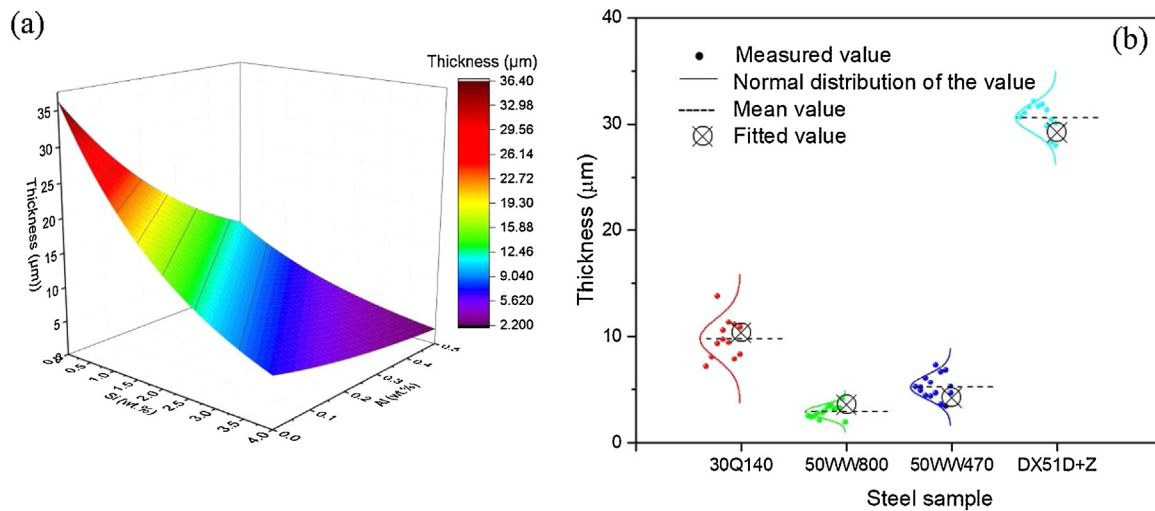 (a)
Thickness (μm)
36.40
32.98
29.56
26.14
22.72
19.30
15.88
12.46
9.040
5.620
2.200
35
30
25
20
15
10
5
Thickness (μm))
0.5
1.0
1.5
2.0
2.5
3.0
3.5
4.0
Si (wt.%)
0.0
0.1
0.2
0.3
0.4
0.5
Al (wt.%)
(b)
Measured value
Normal distribution of the value
Mean value
Fitted value
40
30
20
10
0
Thickness (μm)
30Q140
50WW800
50WW470
DX51D+Z
Steel sample